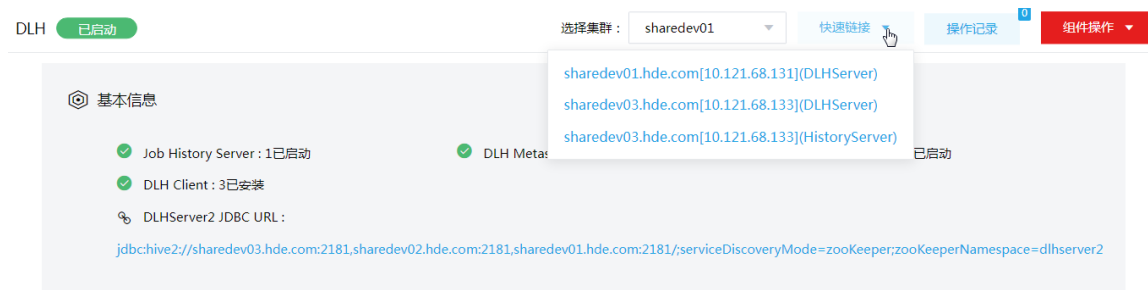 DLH 已启动 选择集群： sharedev01 快速链接 操作记录 0 组件操作
sharedev01.hde.com[10.121.68.131](DLHServer)
基本信息 sharedev03.hde.com[10.121.68.133](DLHServer)
sharedev03.hde.com[10.121.68.133](HistoryServer)
Job History Server : 1已启动 DLH Metas 已启动
DLH Client : 3已安装
DLHServer2 JDBC URL :
jdbc:hive2://sharedev03.hde.com:2181,sharedev02.hde.com:2181,sharedev01.hde.com:2181/;serviceDiscoveryMode=zooKeeper;zooKeeperNamespace=dlhserver2